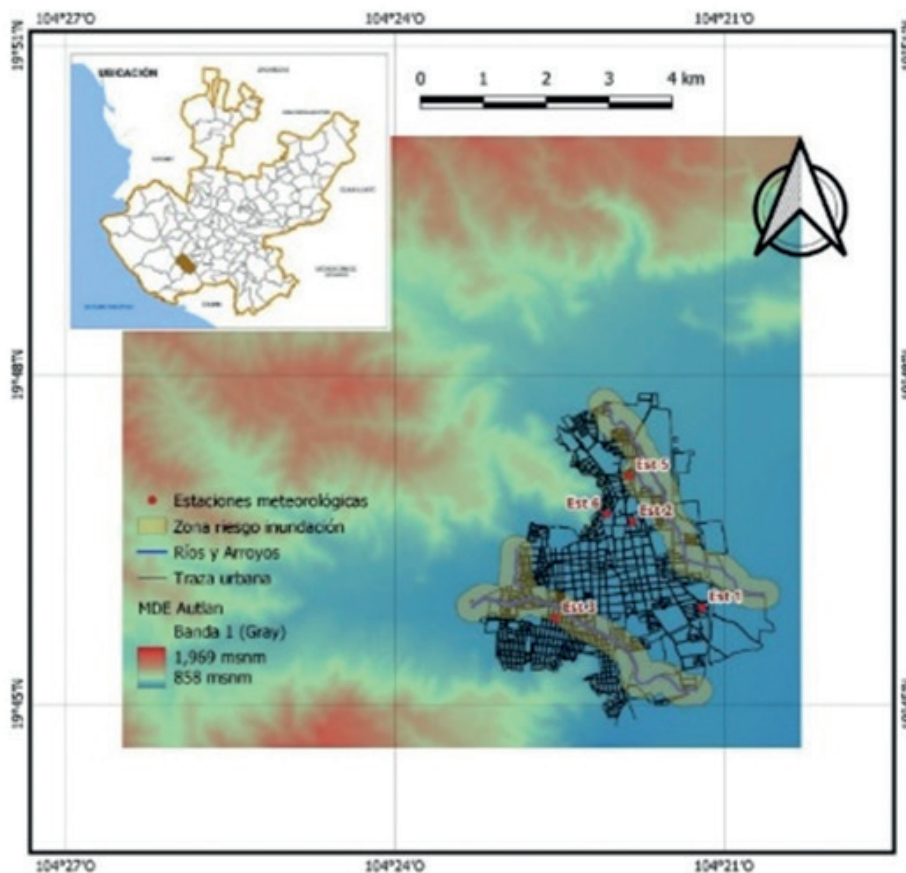 104°27'O 104°24'O 104°21'O
19°51'N
UBICACIÓN
0 1 2 3 4 km
19°48'N
Est 5
Est 6
Est 2
Est 1
Est 3
Estaciones meteorológicas
Zona riesgo inundación
Ríos y Arroyos
Traza urbana
MDE Autlan
Banda 1 (Gray)
1,969 msnm
858 msnm
19°45'N
104°27'O 104°24'O 104°21'O